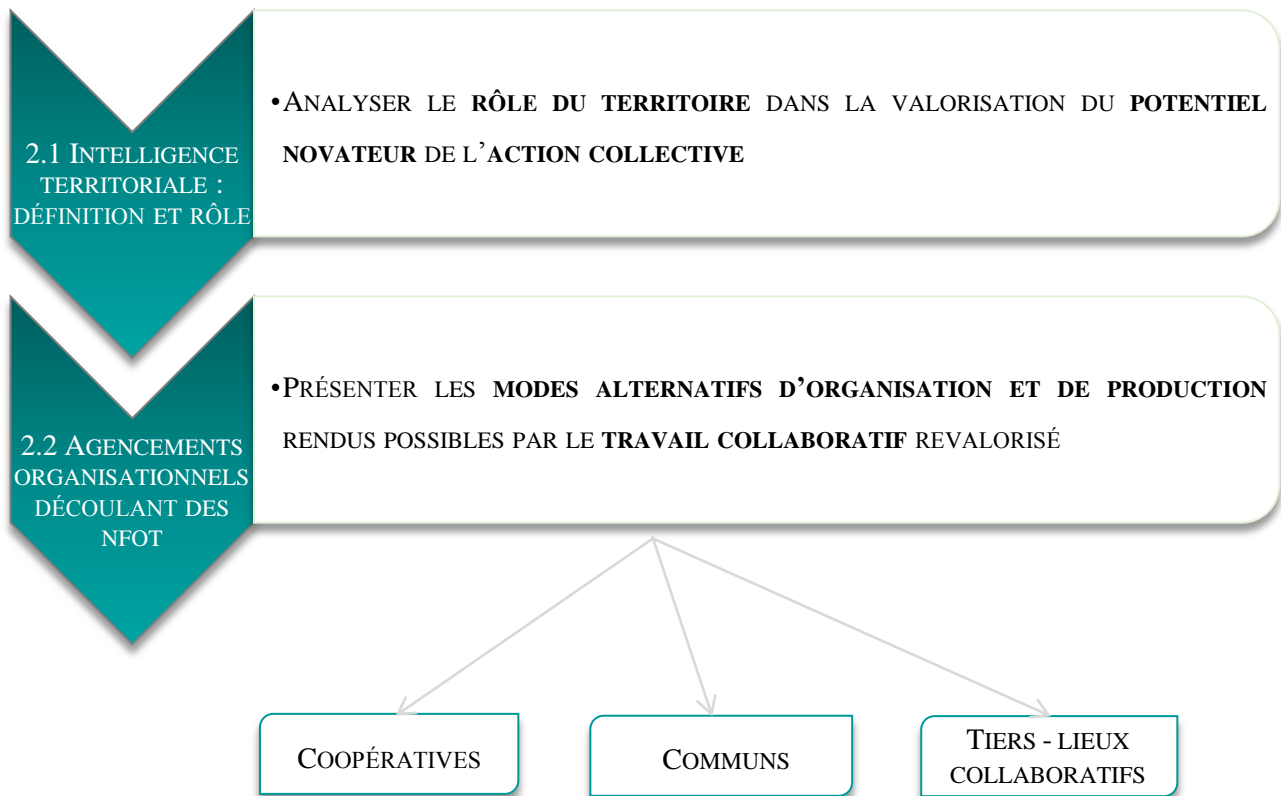 2.1 INTELLIGENCE
TERRITORIALE :
DÉFINITION ET RÔLE
•ANALYSER LE RÔLE DU TERRITOIRE DANS LA VALORISATION DU POTENTIEL
NOVATEUR DE L’ACTION COLLECTIVE
2.2 AGENCEMENTS
ORGANISATIONNELS
DÉCOULANT DES
NFOT
•PRÉSENTER LES MODES ALTERNATIFS D’ORGANISATION ET DE PRODUCTION
RENDUS POSSIBLES PAR LE TRAVAIL COLLABORATIF REVALORISÉ
COOPÉRATIVES
COMMUNS
TIERS - LIEUX
COLLABORATIFS